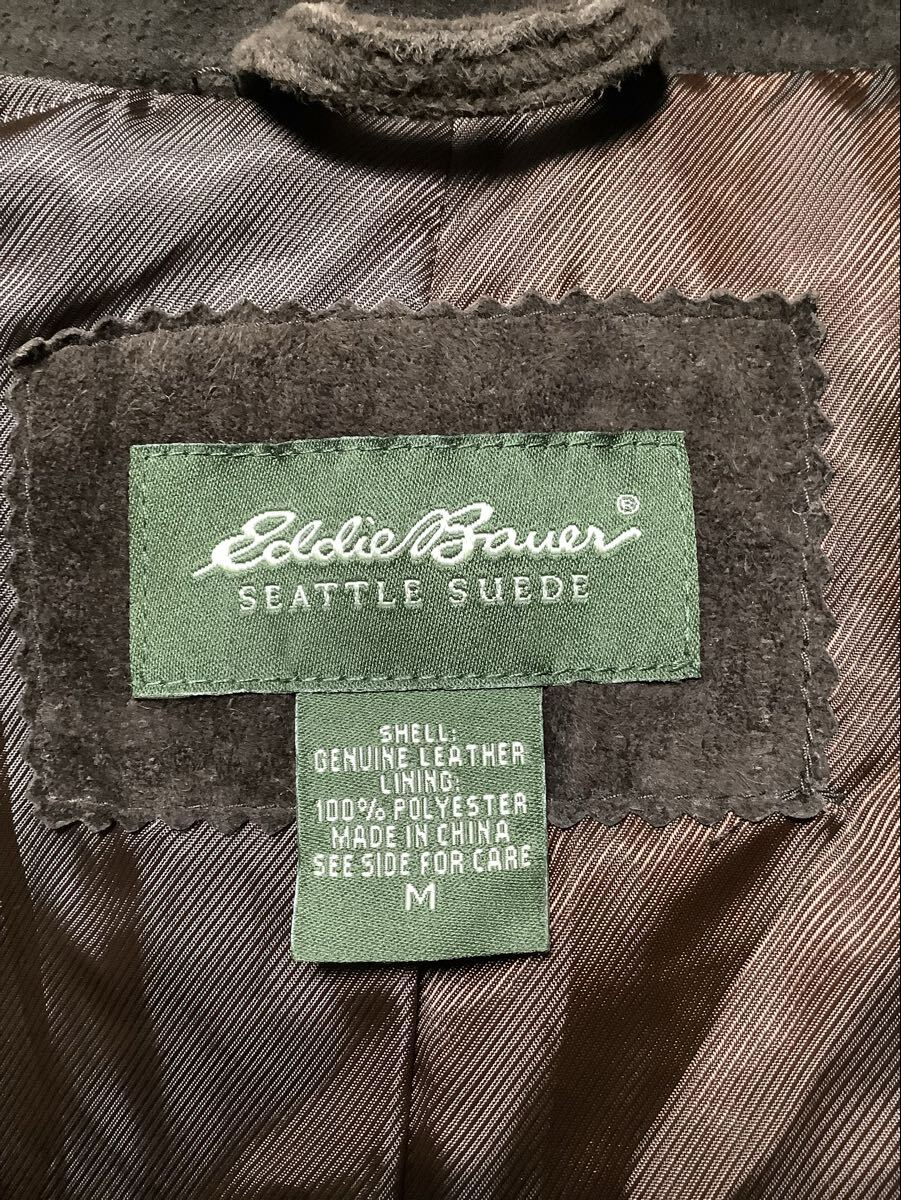 Eddie Bauer®
SEATTLE SUEDE
SHELL:
GENUINE LEATHER
LINING:
100% POLYESTER
MADE IN CHINA
SEE SIDE FOR CARE
M